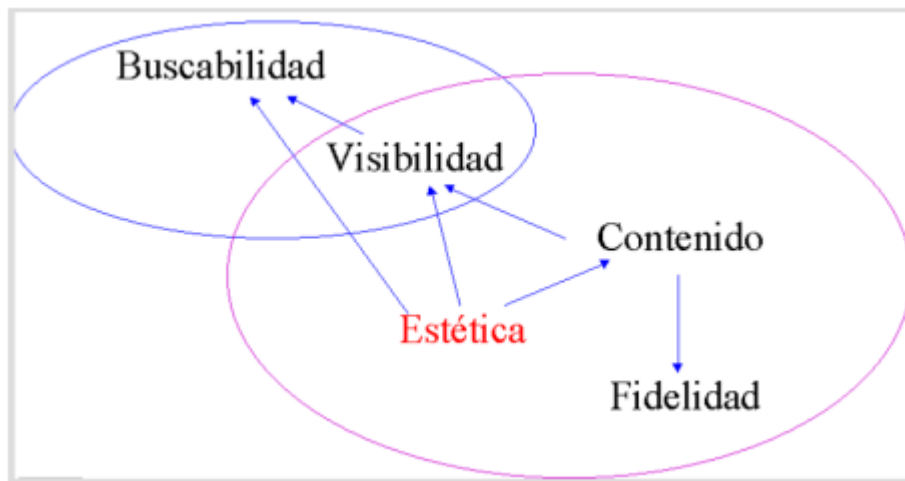 Buscabilidad
Visibilidad
Contenido
Estética
Fidelidad